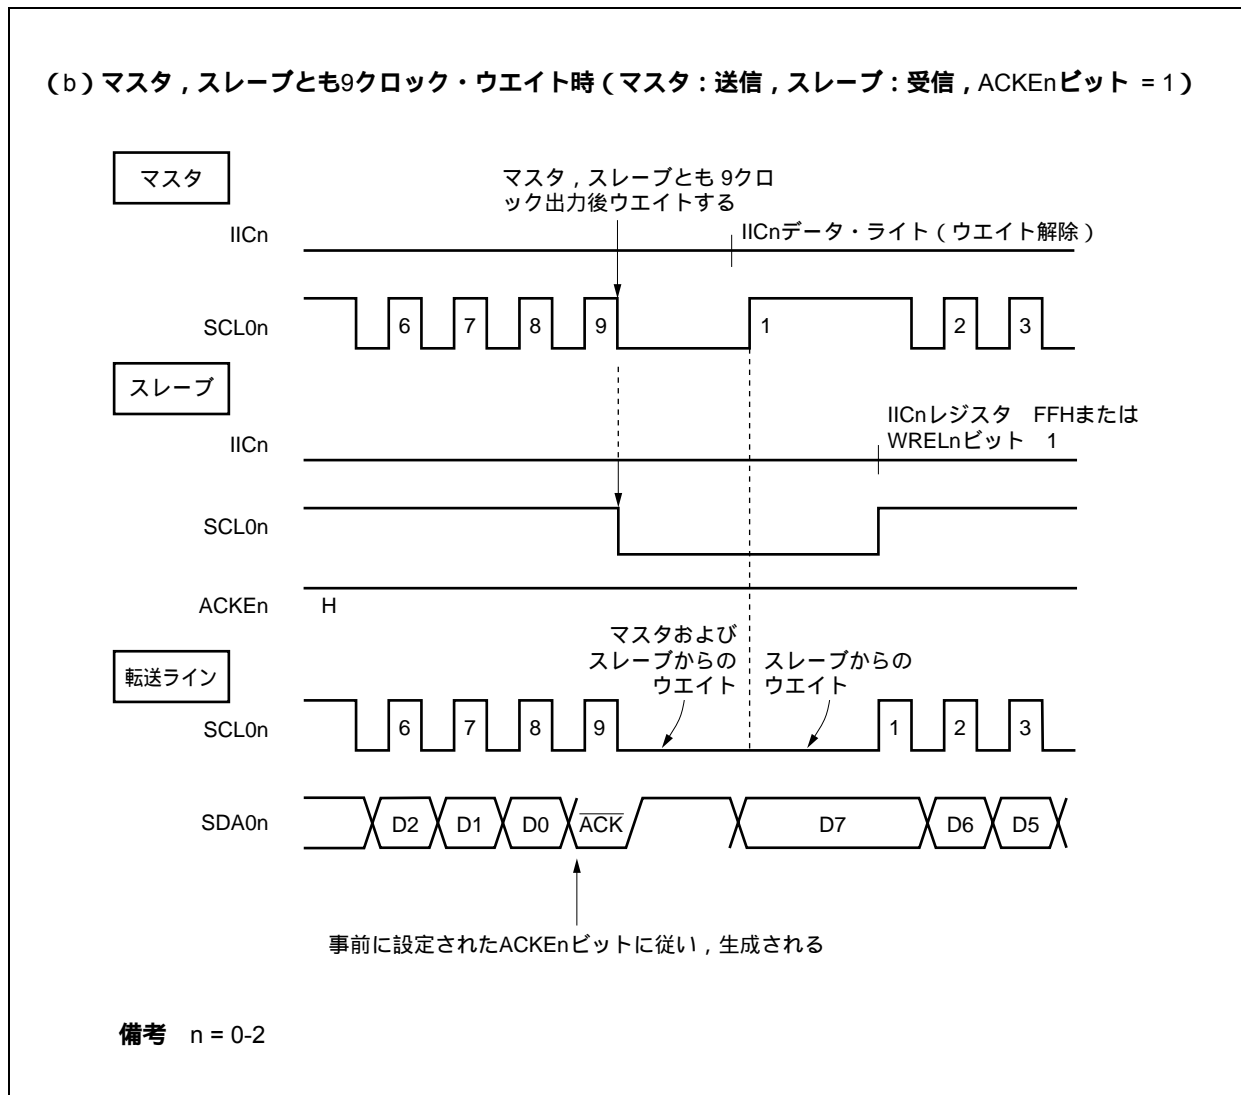 （b）マスタ，スレーブとも9クロック・ウエイト時（マスタ：送信，スレーブ：受信，ACKEnビット = 1）
マスタ
マスタ，スレーブとも 9クロ
ック出力後ウエイトする
IICn
IICnデータ・ライト（ウエイト解除）
SCL0n
6 7 8 9 1 2 3
スレーブ
IICnレジスタ　FFHまたは
WRELnビット　1
IICn
SCL0n
ACKEn
H
マスタおよび
スレーブからの
ウエイト
スレーブからの
ウエイト
転送ライン
SCL0n
6 7 8 9 1 2 3
SDA0n
D2 D1 D0 ACK D7 D6 D5
事前に設定されたACKEnビットに従い，生成される
備考　n = 0-2